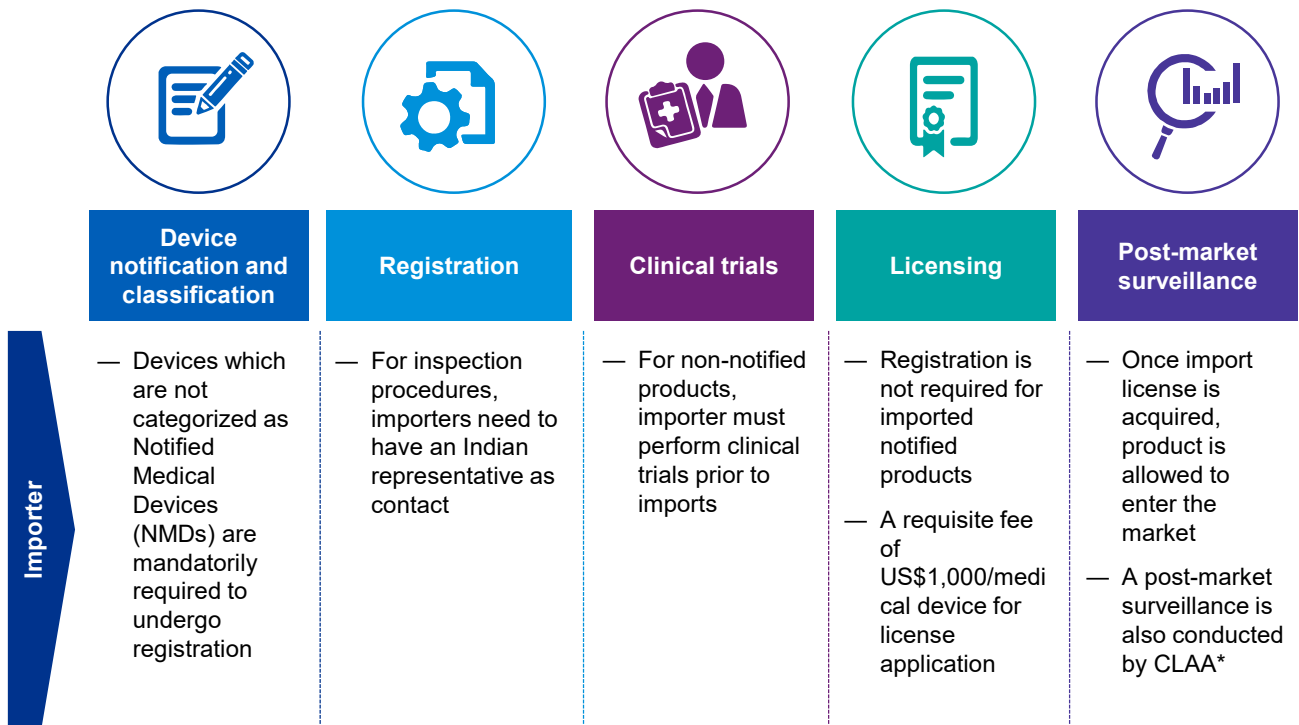 Device
notification and
classification
Registration
Clinical trials
Licensing
Post-market
surveillance
Importer
— Devices which
are not
categorized as
Notified
Medical
Devices
(NMDs) are
mandatorily
required to
undergo
registration
— For inspection
procedures,
importers need to
have an Indian
representative as
contact
— For non-notified
products,
importer must
perform clinical
trials prior to
imports
— Registration is
not required for
imported
notified
products
— A requisite fee
of
US$1,000/medi
cal device for
license
application
— Once import
license is
acquired,
product is
allowed to
enter the
market
— A post-market
surveillance is
also conducted
by CLAA*